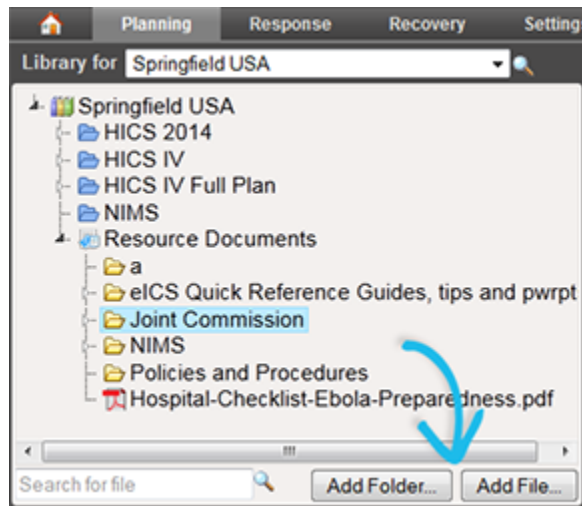 Planning Response Recovery Setting
Library for Springfield USA
Springfield USA
HICS 2014
HICS IV
HICS IV Full Plan
NIMS
Resource Documents
a
eICS Quick Reference Guides, tips and pwrpt
Joint Commission
NIMS
Policies and Procedures
Hospital-Checklist-Ebola-Preparedness.pdf
Search for file Add Folder... Add File...